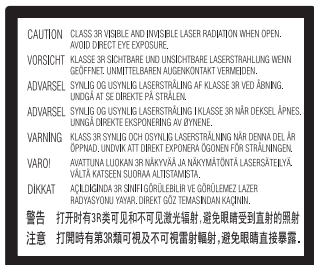 CAUTION CLASS 3R VISIBLE AND INVISIBLE LASER RADIATION WHEN OPEN.
AVOID DIRECT EYE EXPOSURE.
VORSICHT KLASSE 3R SICHTBARE UND UNSICHTBARE LASERSTRAHLUNG WENN
GEÖFFNET. UNMITTELBAREN AUGENKONTAKT VERMEIDEN.
ADVARSEL SYNLIG OG USYNLIG LASERSTRÅLING AF KLASSE 3R VED ÅBNING.
UNDGÅ AT SE DIREKTE PÅ STRÅLEN.
ADVARSEL SYNLIG OG USYNLIG LASERSTRÅLING I KLASSE 3R NÅR DEKSEL ÅPNES.
UNNGÅ DIREKTE EKSPONERING AV ØYNENE.
VARNING KLASS 3R SYNLIG OCH OSYNLIG LASERSTRÅLNING NÄR DENNA DEL ÄR
ÖPPNAD. UNDVIK ATT DIREKT EXPONERA ÖGONEN FÖR STRÅLNINGEN.
VARO! AVATTUNA LUOKAN 3R NÄKYVÄÄ JA NÄKYMÄTÖNTÄ LASERSÄTEILYÄ.
VÄLTÄ KATSEEN SUORAA ALTISTAMISTA.
DIKKAT AÇILDIĞINDA 3R SINIFI GÖRÜLEBİLİR VE GÖRÜLEMEZ LAZER
RADYASYONU YAYAR. DİREKT GÖZ TEMASINDAN KAÇININ.
警告 打开时有3R类可见和不可见激光辐射,避免眼睛受到直射的照射
注意 打開時有第3R類可視及不可視雷射輻射,避免眼睛直接暴露.